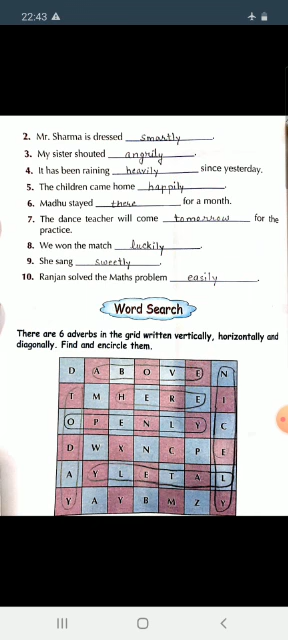 22:43
2. Mr. Sharma is dressed smartly.
3. My sister shouted angrily.
4. It has been raining heavily since yesterday.
5. The children came home happily.
6. Madhu stayed there for a month.
7. The dance teacher will come tomorrow for the
practice.
8. We won the match luckily.
9. She sang sweetly.
10. Ranjan solved the Maths problem easily.
Word Search
There are 6 adverbs in the grid written vertically, horizontally and
diagonally. Find and encircle them.
D A B O V E N
T M H E R E I
O P E N L Y C
D W X N C P E
A Y L E T A L
Y A Y B M Z Y